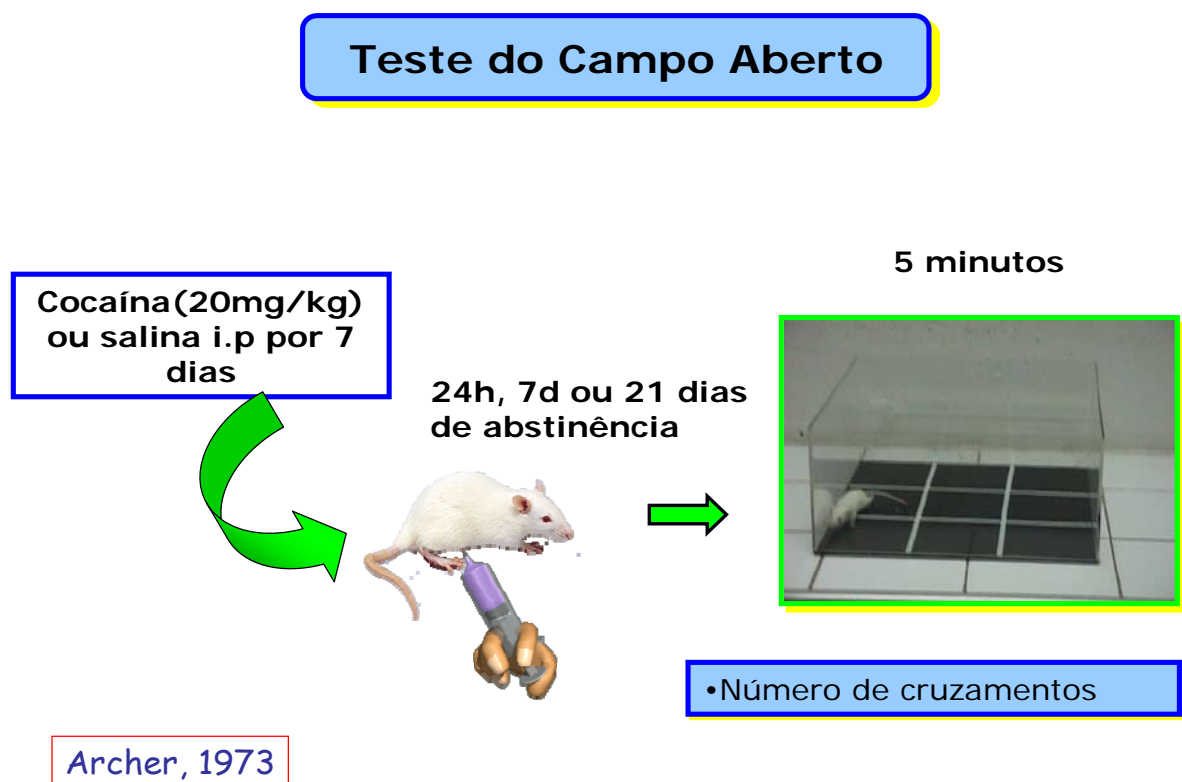 Teste do Campo Aberto
5 minutos
Cocaína(20mg/kg)
ou salina i.p por 7
dias
24h, 7d ou 21 dias
de abstinência
•Número de cruzamentos
Archer, 1973